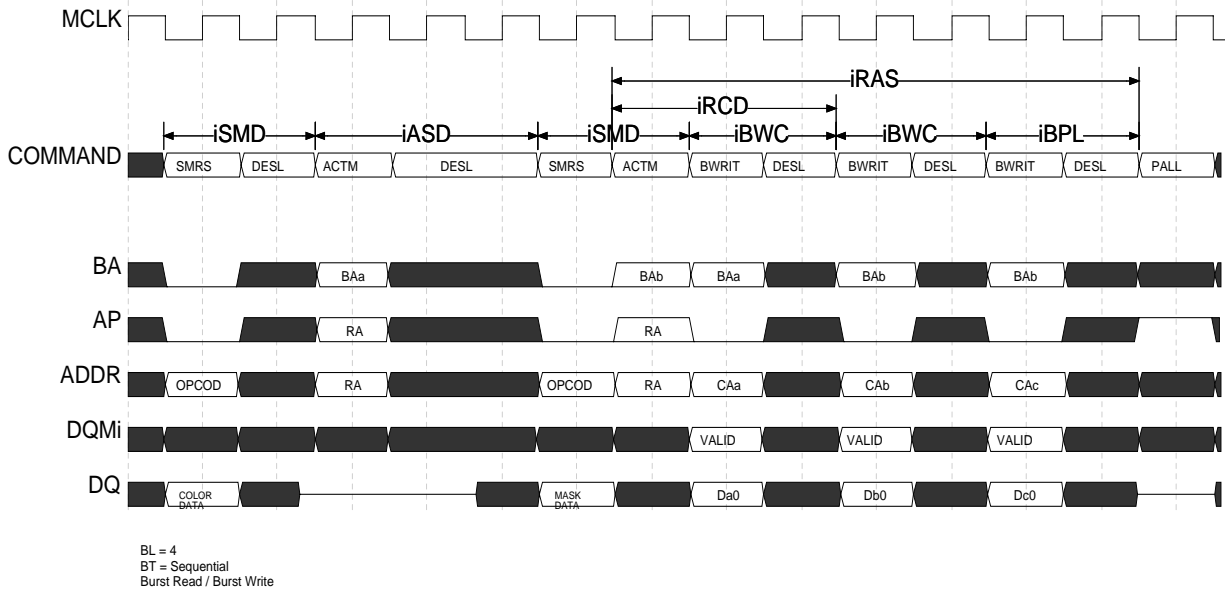 MCLK
iRAS
iRCD
iSMD iASD iSMD iBWC iBWC iBPL
COMMAND SMRS DESL ACTM DESL SMRS ACTM BWRIT DESL BWRIT DESL BWRIT DESL PALL
BA BAa BAb BAa BAb BAb
AP RA RA
ADDR OPCOD RA OPCOD RA CAa CAb CAc
DQMi VALID VALID VALID
DQ COLOR DATA MASK DATA Da0 Db0 Dc0
BL = 4
BT = Sequential
Burst Read / Burst Write